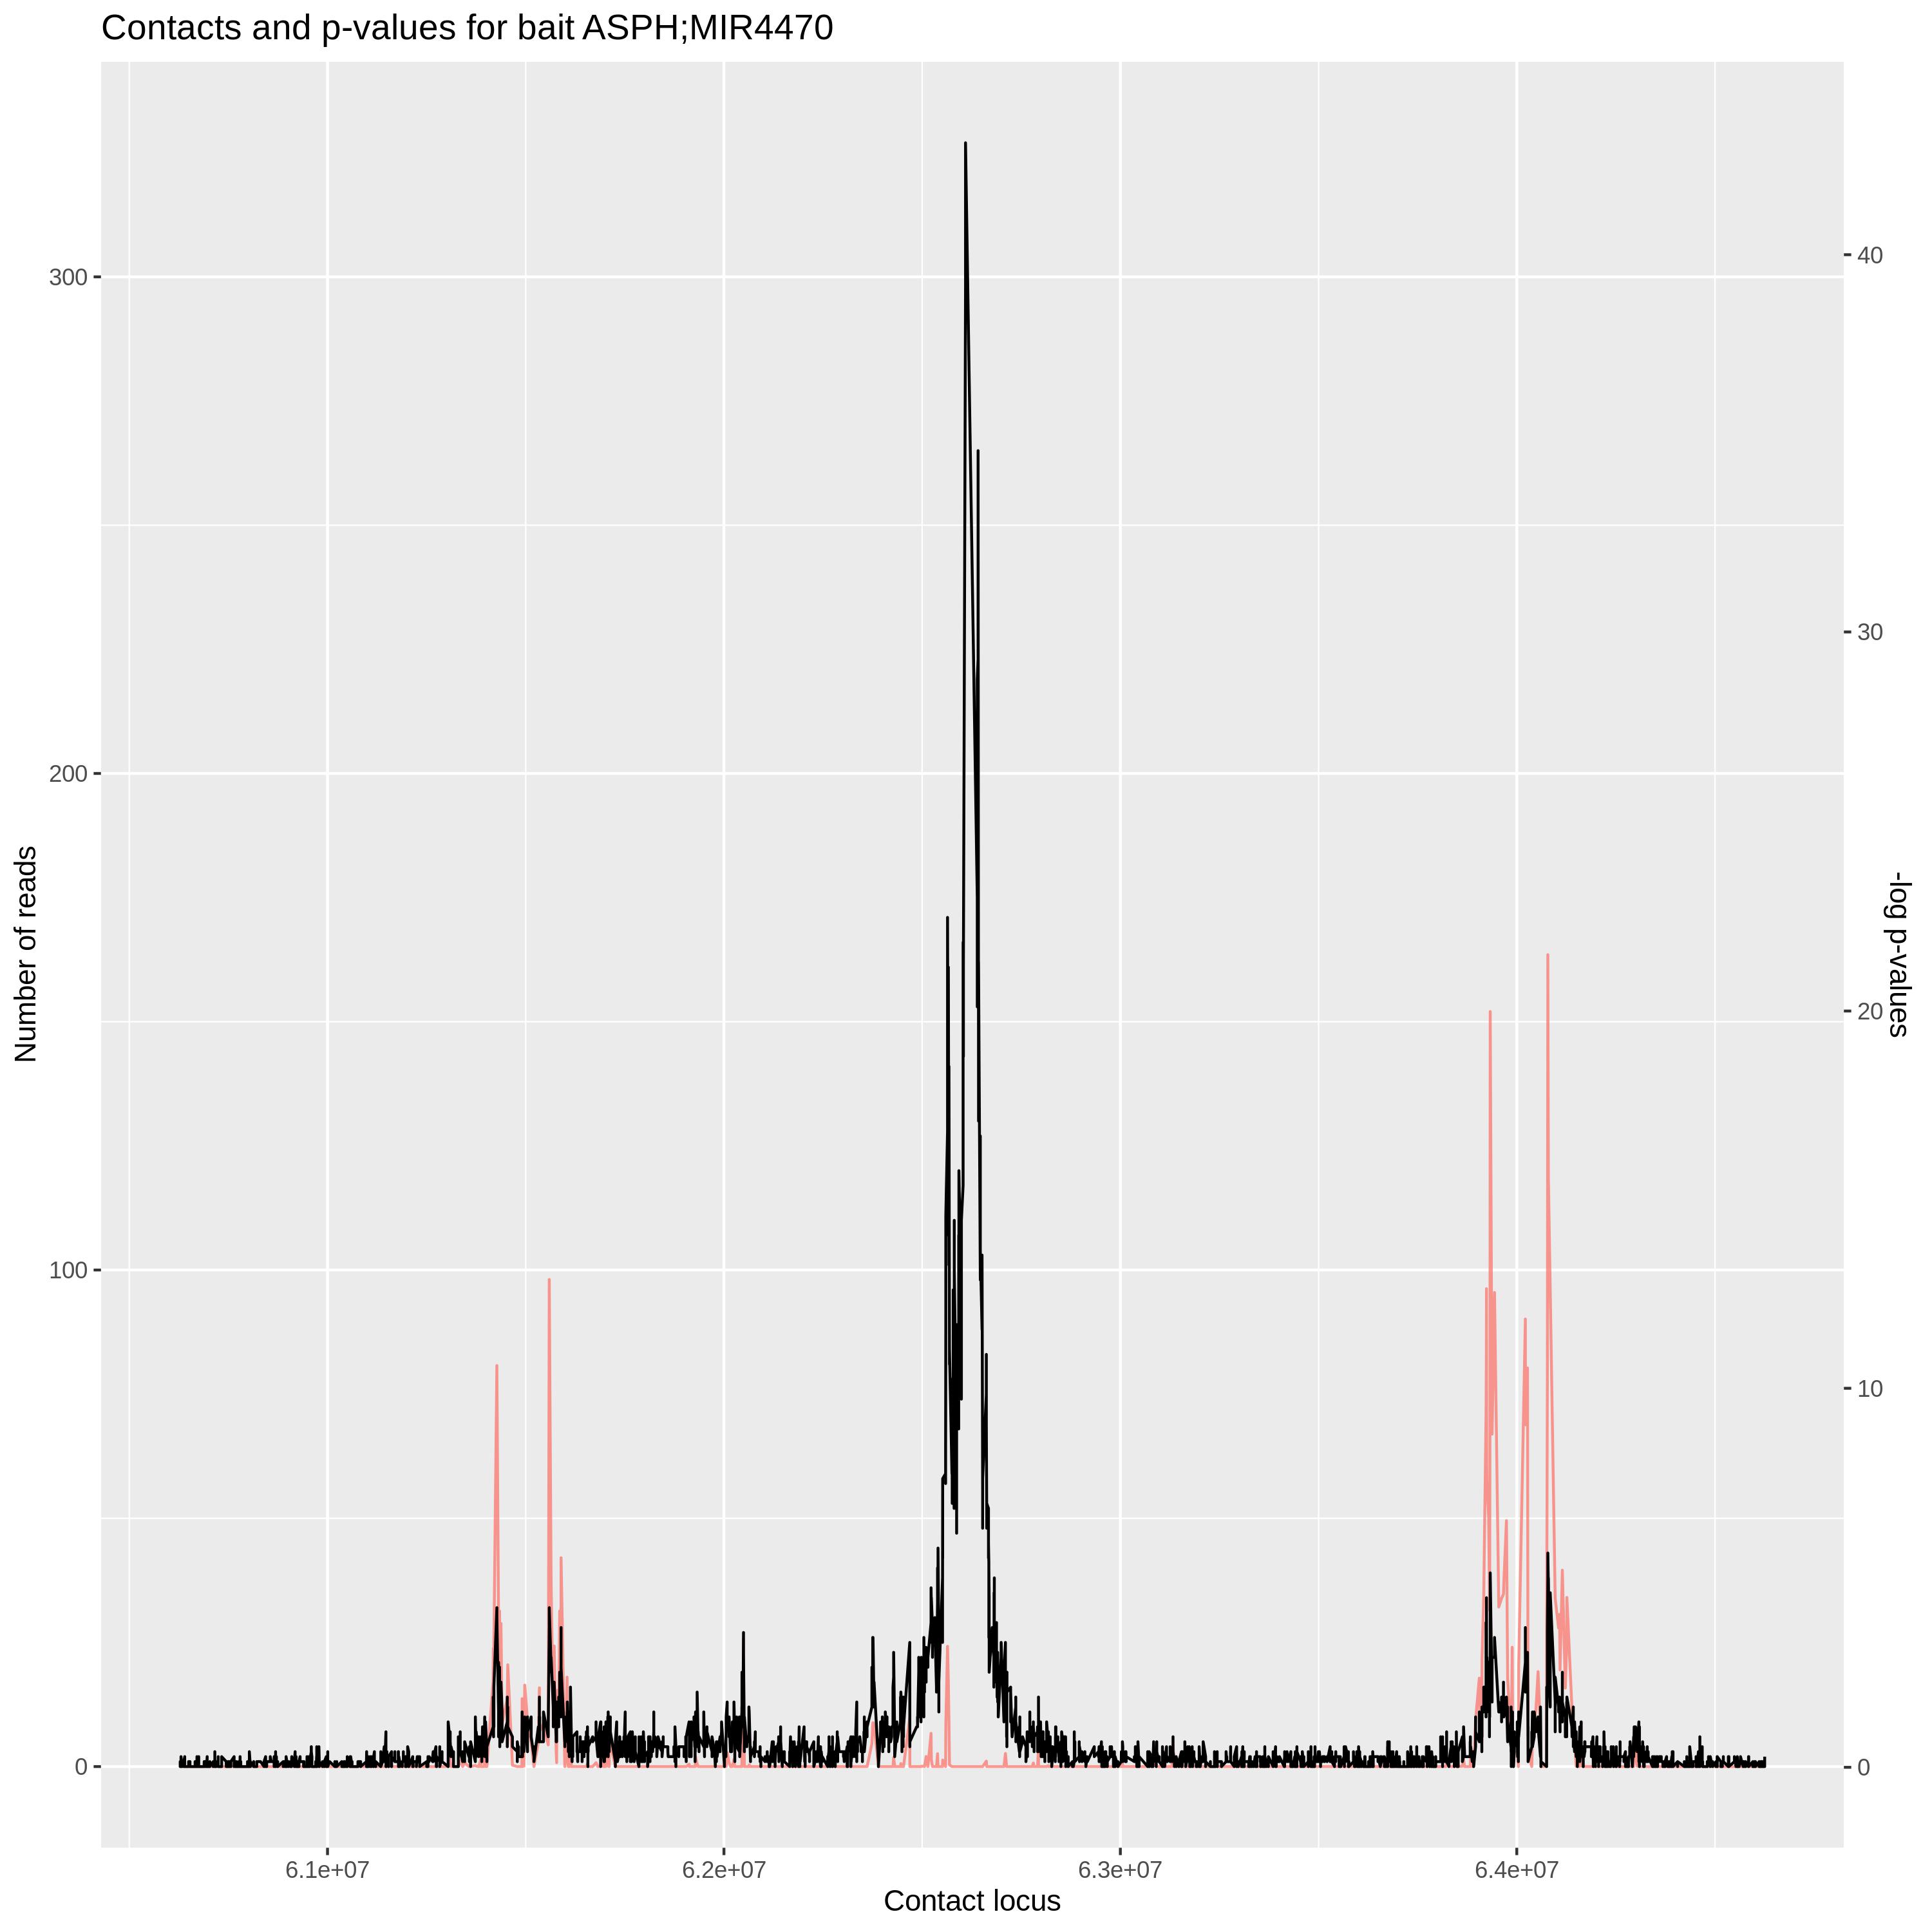 Contacts and p-values for bait ASPH;MIR4470
300
200
100
0
Number of reads
40
30
20
10
0
-log p-values
6.1e+07
6.2e+07
6.3e+07
6.4e+07
Contact locus